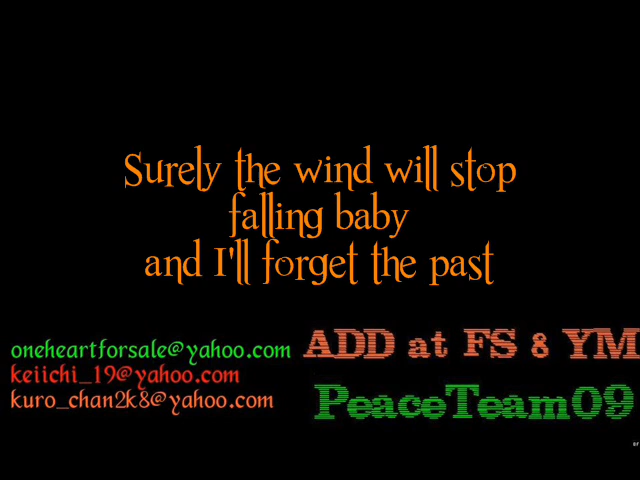 Surely the wind will stop
falling baby
and I'll forget the past
oneheartforsale@yahoo.com
keiichi_19@yahoo.com
kuro_chan2k8@yahoo.com
ADD at FS & YM
PeaceTeam09